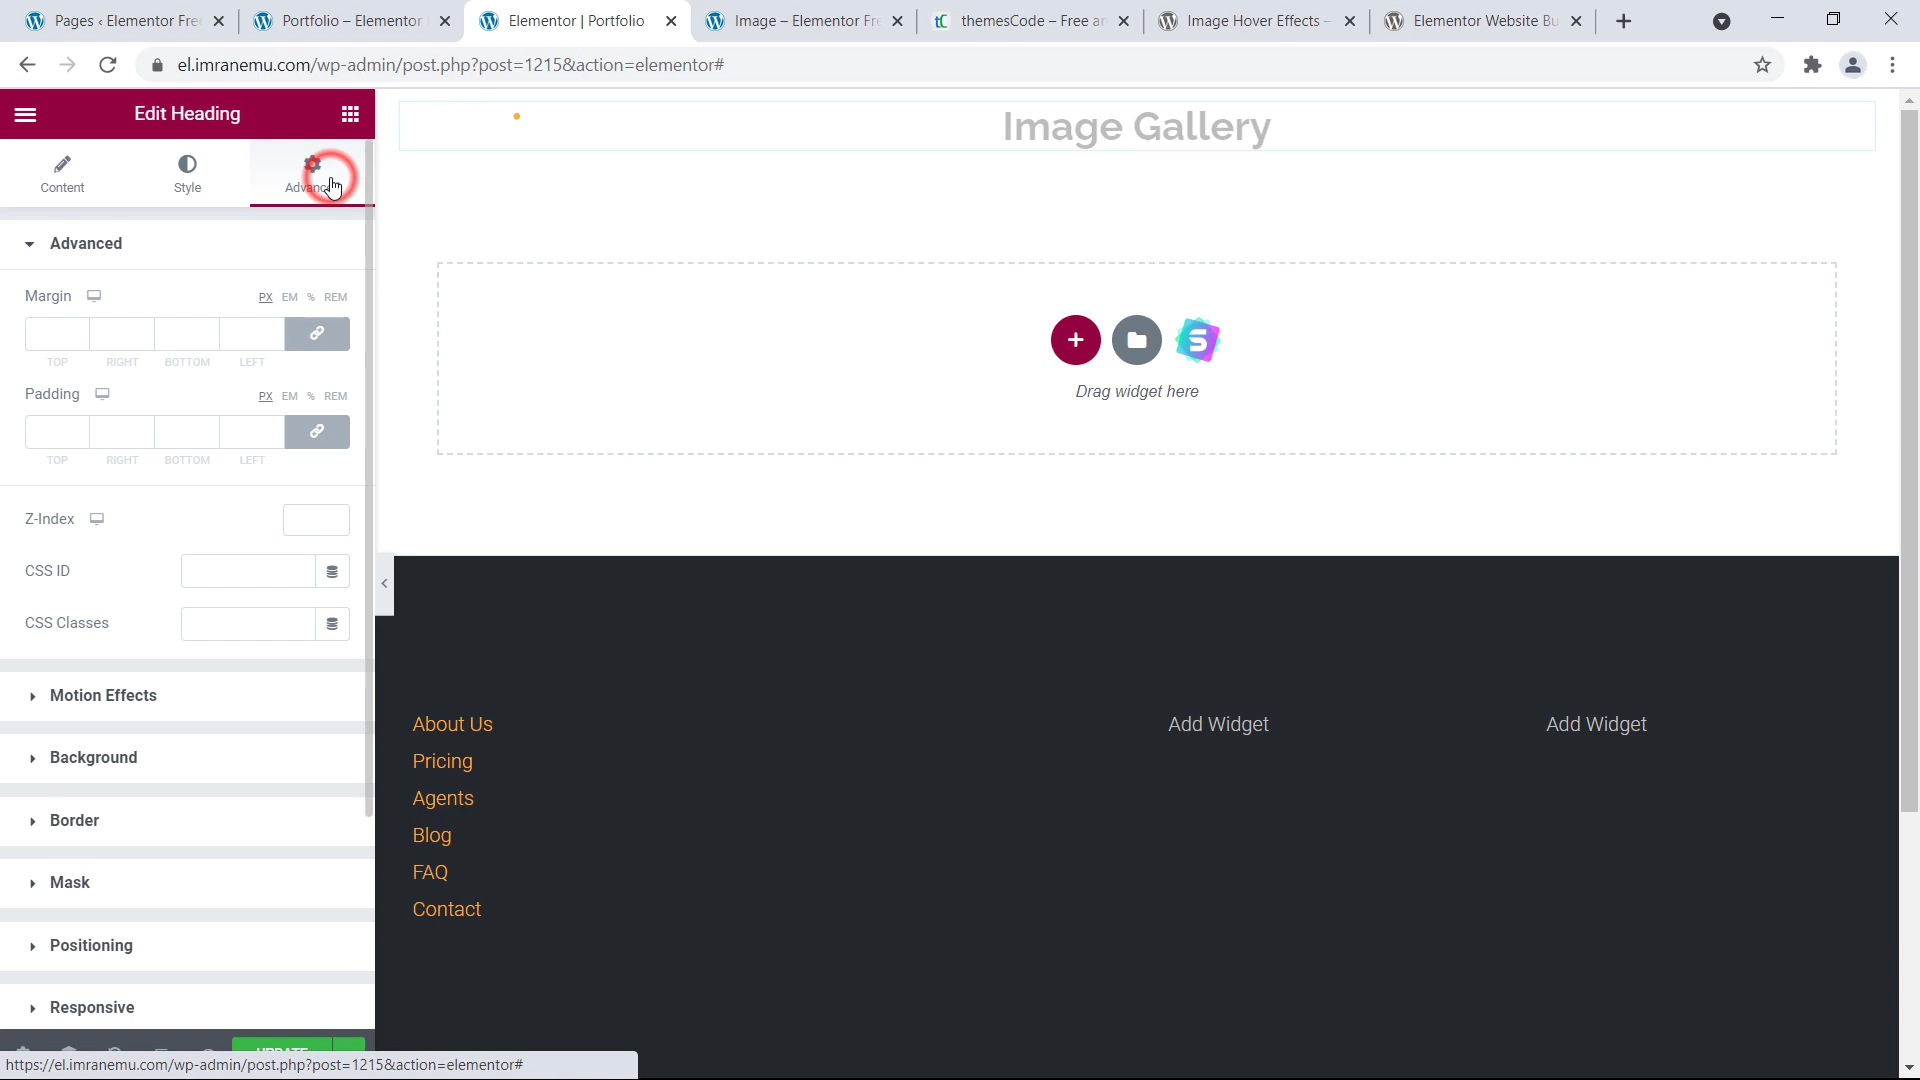 Pages ‹ Elementor Fre
Portfolio – Elementor
Elementor | Portfolio
Image – Elementor Fr
tC themesCode – Free ar
Image Hover Effects –
Elementor Website Bu
el.imranemu.com/wp-admin/post.php?post=1215&action=elementor#
Edit Heading
Content
Style
Advanc
Image Gallery
Advanced
Margin
PX EM % REM
TOP RIGHT BOTTOM LEFT
Padding
PX EM % REM
TOP RIGHT BOTTOM LEFT
Drag widget here
Z-Index
CSS ID
CSS Classes
Motion Effects
Background
Border
Mask
Positioning
Responsive
UPDATE
About Us
Pricing
Agents
Blog
FAQ
Contact
Add Widget
Add Widget
https://el.imranemu.com/wp-admin/post.php?post=1215&action=elementor#